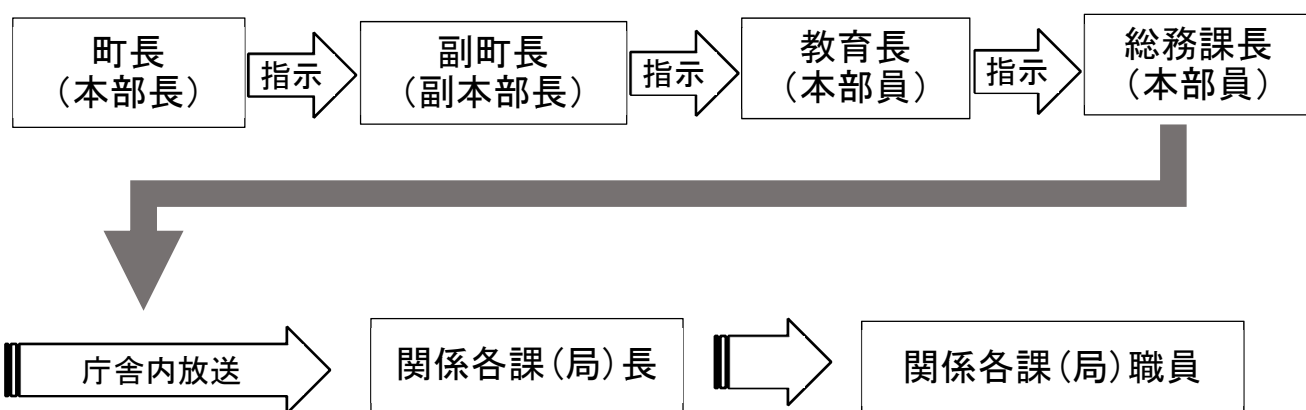 町長
（本部長）
指示
副町長
（副本部長）
指示
教育長
（本部員）
指示
総務課長
（本部員）
庁舎内放送
関係各課（局）長
関係各課（局）職員